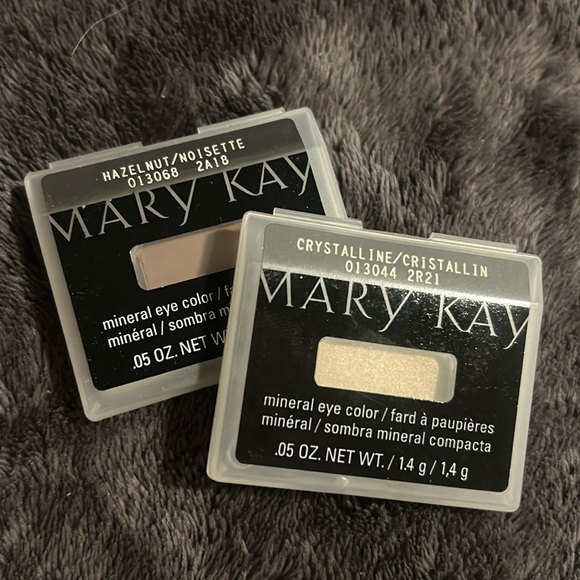 HAZELNUT/NOISETTE
013068 2A18
MARY KAY
mineral eye color / fard
minéral / sombra m
.05 OZ. NET W
CRYSTALLINE/CRISTALLIN
013044 2R21
MARY KAY
mineral eye color / fard à paupières
minéral / sombra mineral compacta
.05 OZ. NET WT. / 1.4 g / 1,4 g